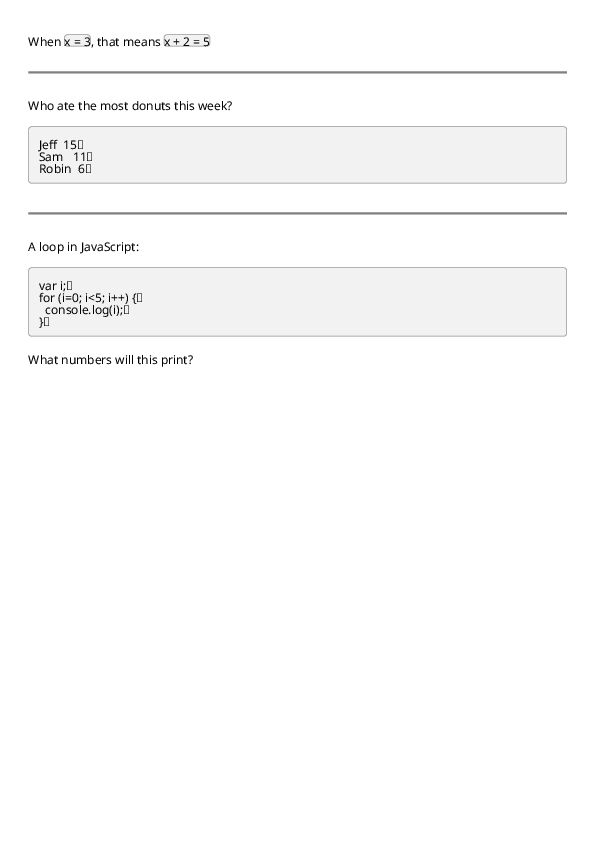 When x = 3, that means x + 2 = 5
Who ate the most donuts this week?
Jeff  15
Sam   11
Robin  6
A loop in JavaScript:
var i;
for (i=0; i<5; i++) {
  console.log(i);
}
What numbers will this print?